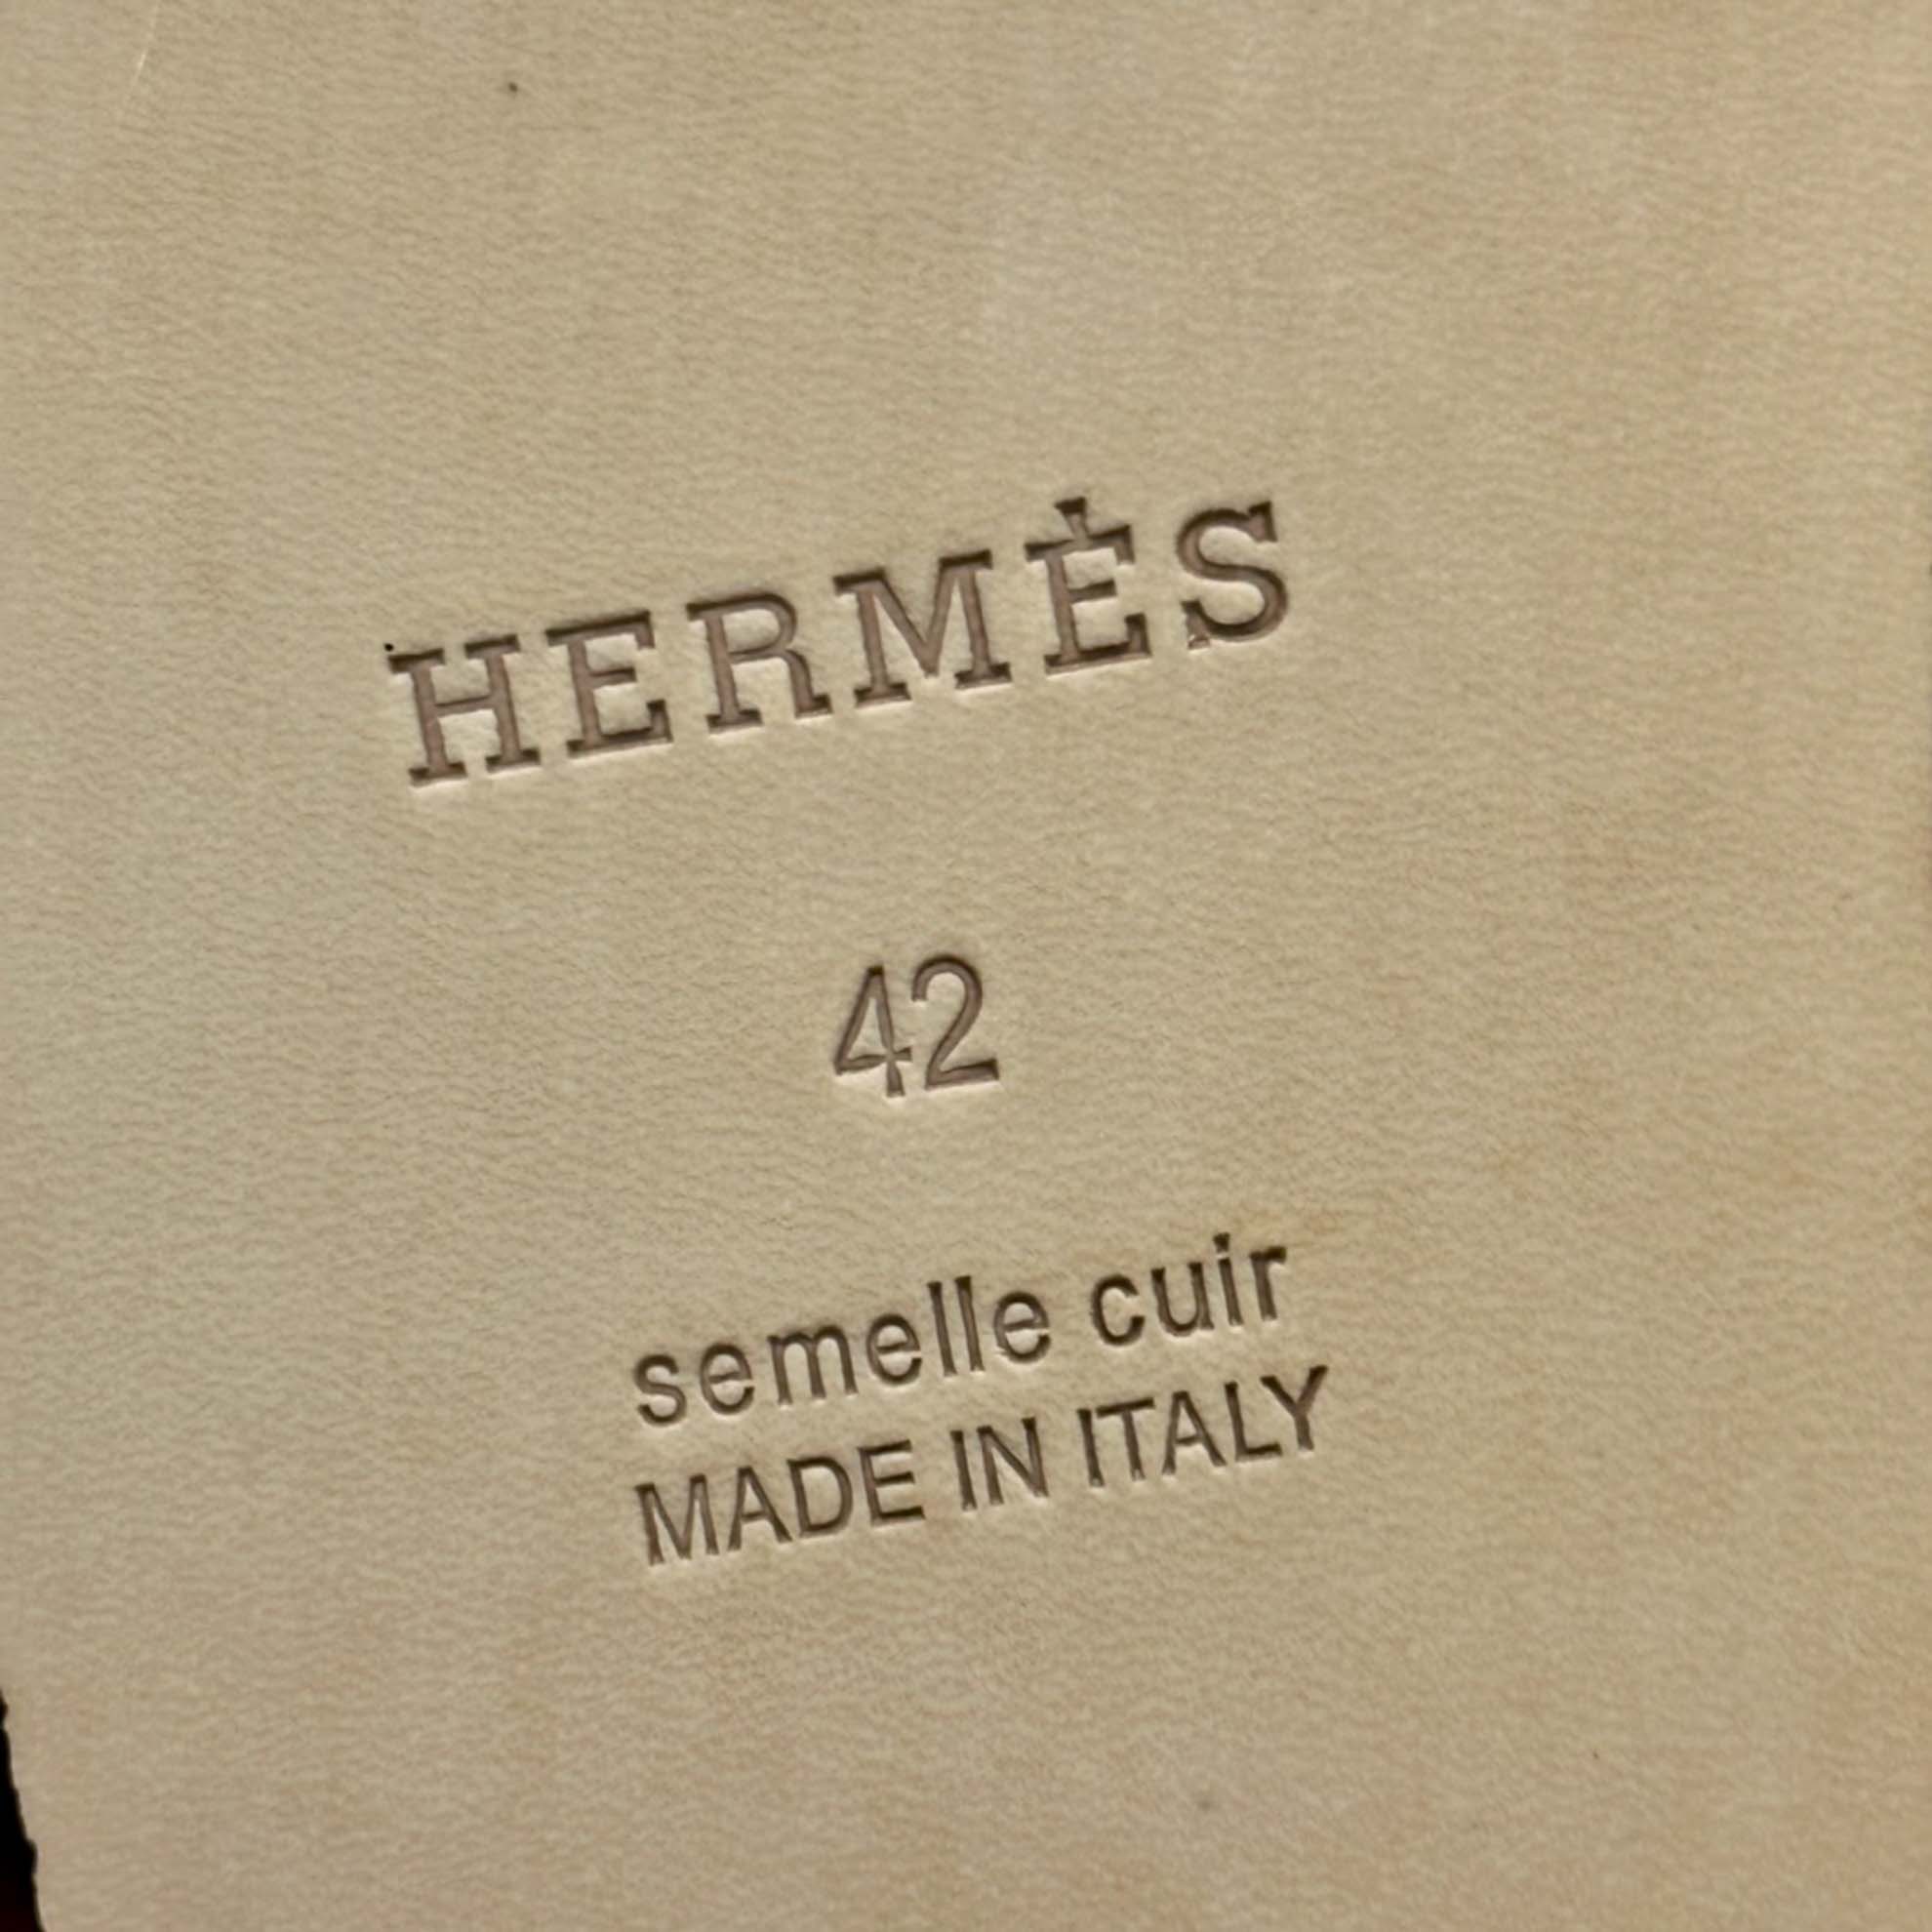 HERMÈS
42
semelle cuir
MADE IN ITALY